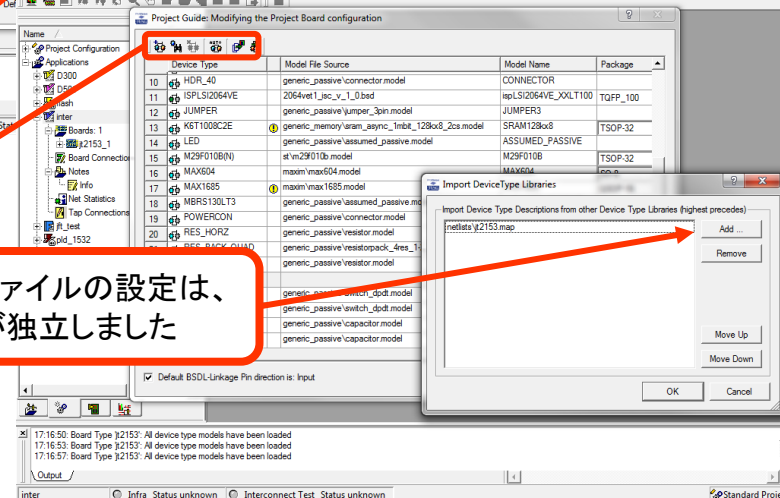 Def
Project Guide: Modifying the Project Board configuration
Name
Project Configuration
Applications
D300
inter
Boards: 1
jt2153_1
Board Connection
Notes
Info
Net Statistics
Tap Connections
jft_test
pld_1532
Device Type Model File Source Model Name Package
10 HDR_40 generic_passive\connector.model CONNECTOR
11 ISPLSI2064VE 2064vet1_isc_v_1_0.bsd ispLSI2064VE_XXLT100 TQFP_100
12 JUMPER generic_passive\jumper_3pin.model JUMPER3
13 K6T1008C2E generic_memory\sram_async_1mbit_128kx8_2cs.model SRAM128kx8 TSOP-32
14 LED generic_passive\assumed_passive.model ASSUMED_PASSIVE
15 M29F010B(N) st\m29f010b.model M29F010B TSOP-32
16 MAX604 maxim\max604.model MAX604
17 MAX1685 maxim\max1685.model
18 MBRS130LT3 generic_passive\assumed_passive.mo
19 POWERCON generic_passive\connector.model
20 RES_HORZ generic_passive\resistor.model
generic_passive\resistorpack_4res_1-
generic_passive\resistor.model
generic_passive\switch_dpdt.model
generic_passive\switch_dpdt.model
generic_passive\capacitor.model
generic_passive\capacitor.model
Import DeviceType Libraries
Import Device Type Descriptions from other Device Type Libraries (highest precedes)
netlists\jt2153.map
Add ...
Remove
Move Up
Move Down
OK Cancel
ァイルの設定は、
が独立しました
Default BSDL-Linkage Pin direction is: Input
17:16:50: Board Type 'jt2153': All device type models have been loaded
17:16:53: Board Type 'jt2153': All device type models have been loaded
17:16:57: Board Type 'jt2153': All device type models have been loaded
Output
inter Infra Status unknown Interconnect Test Status unknown Standard Proje